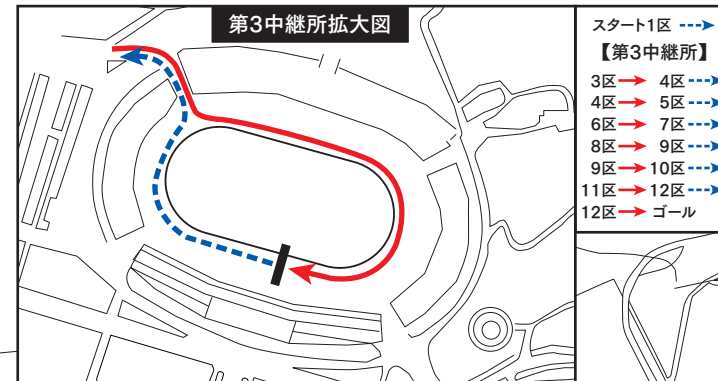 第3中継所拡大図
スタート1区
【第3中継所】
3区 4区
4区 5区
6区 7区
8区 9区
9区 10区
11区 12区
12区 ゴール